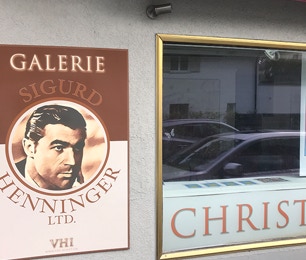 GALERIE
SIGURD
HENNINGER
LTD.
VHI
CHRIST